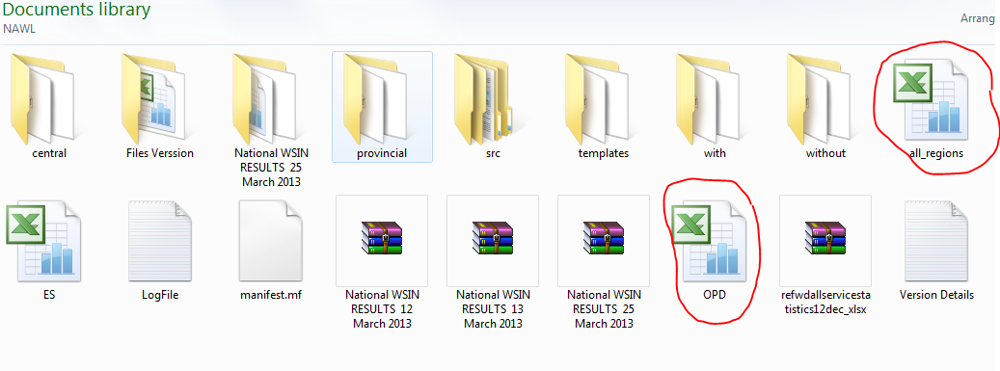 Documents library
NAWL
Arrang
central
Files Verssion
National WSIN
RESULTS 25
March 2013
provincial
src
templates
with
without
all_regions
ES
LogFile
manifest.mf
National WSIN
RESULTS 12
March 2013
National WSIN
RESULTS 13
March 2013
National WSIN
RESULTS 25
March 2013
OPD
refwdallservicesta
tistics12dec_xlsx
Version Details